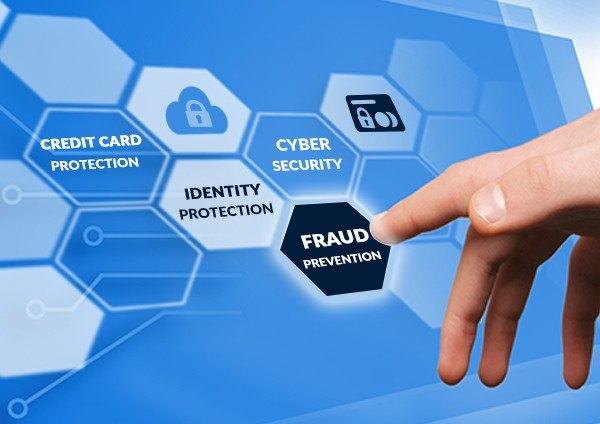 CREDIT CARD
PROTECTION
CYBER
SECURITY
IDENTITY
PROTECTION
FRAUD
PREVENTION